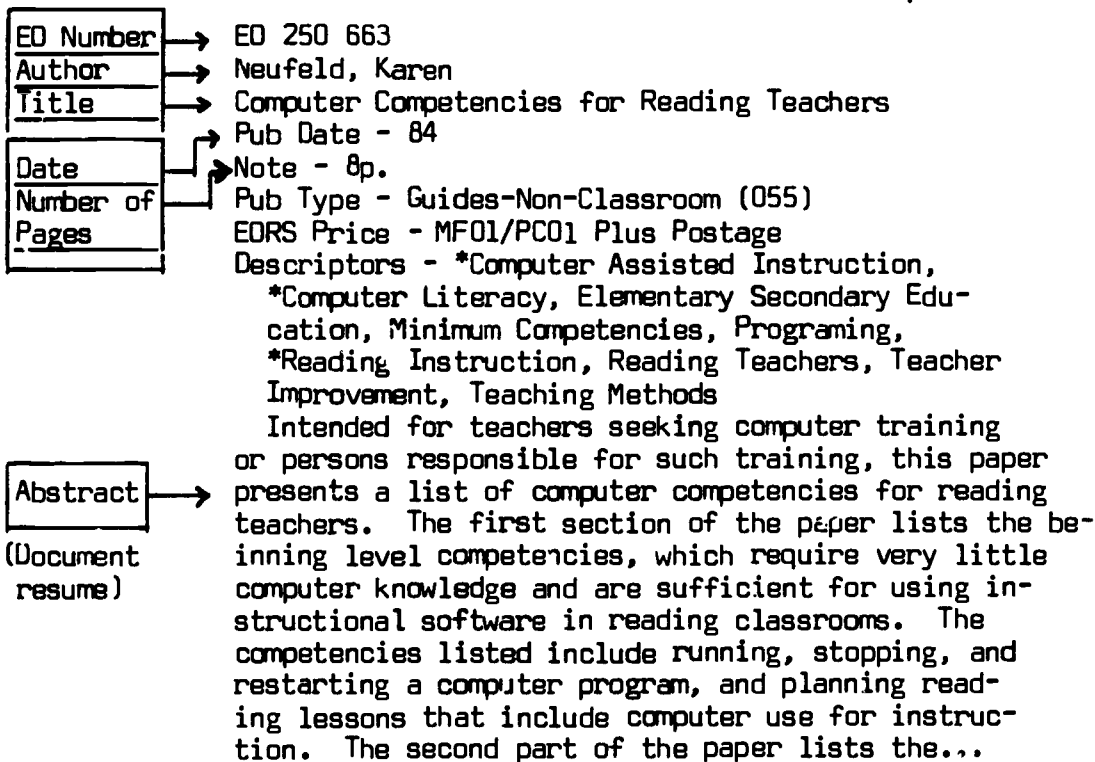 ED Number → ED 250 663
Author → Neufeld, Karen
Title → Computer Competencies for Reading Teachers
Pub Date - 84
Date
Note - 8p.
Number of
Pages
Pub Type - Guides-Non-Classroom (055)
EDRS Price - MF01/PC01 Plus Postage
Descriptors - *Computer Assisted Instruction,
*Computer Literacy, Elementary Secondary Edu-
cation, Minimum Competencies, Programing,
*Reading Instruction, Reading Teachers, Teacher
Improvement, Teaching Methods
Intended for teachers seeking computer training
or persons responsible for such training, this paper
Abstract → presents a list of computer competencies for reading
teachers. The first section of the paper lists the be-
(Document
resume)
inning level competencies, which require very little
computer knowledge and are sufficient for using in-
structional software in reading classrooms. The
competencies listed include running, stopping, and
restarting a computer program, and planning read-
ing lessons that include computer use for instruc-
tion. The second part of the paper lists the...